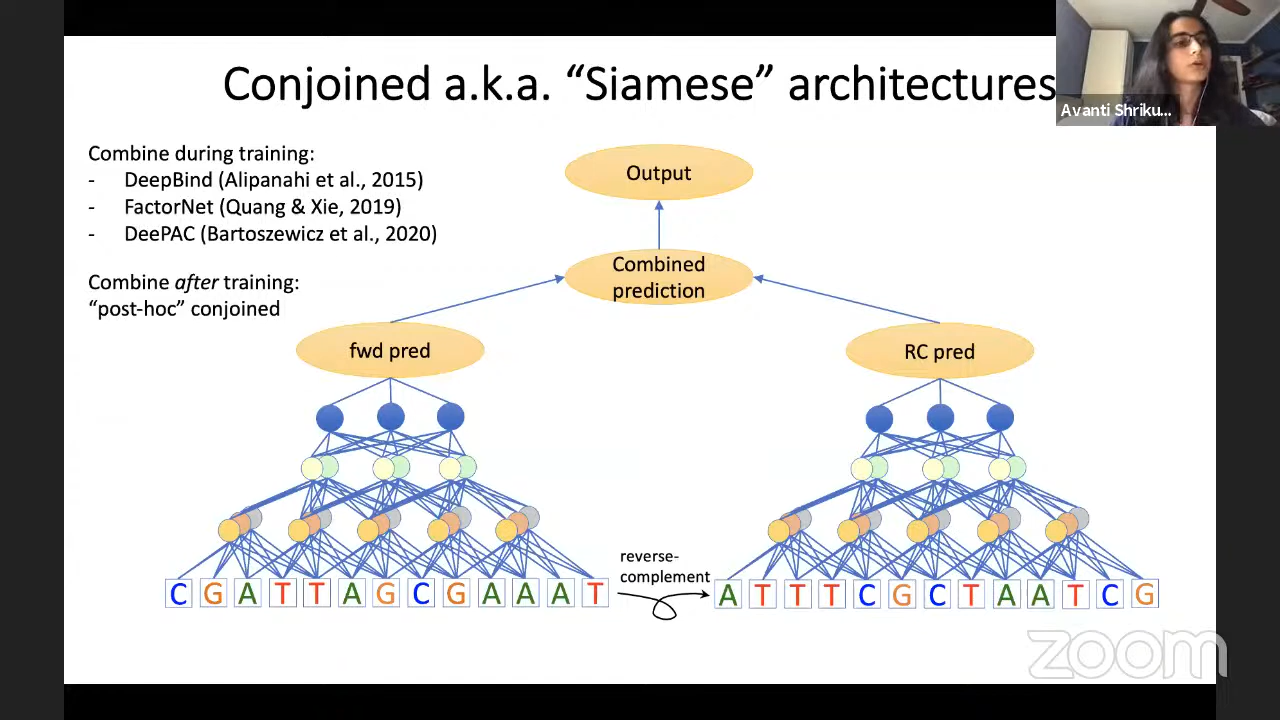 Conjoined a.k.a. “Siamese” architectures
Avanti Shriku...
Combine during training:
- DeepBind (Alipanahi et al., 2015)
- FactorNet (Quang & Xie, 2019)
- DeePAC (Bartoszewicz et al., 2020)
Combine after training:
“post-hoc” conjoined
Output
Combined
prediction
fwd pred
RC pred
reverse-
complement
C G A T T A G C G A A A T
A T T T C G C T A A T C G
zoom